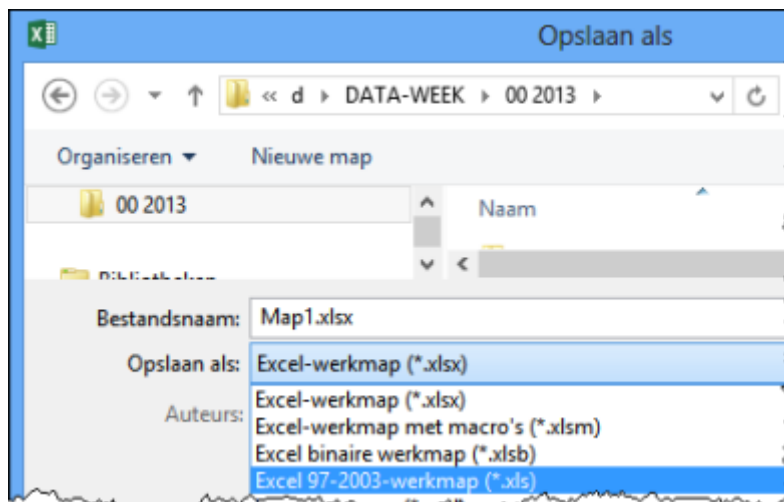 Opslaan als
« d ▸ DATA-WEEK ▸ 00 2013 ▸
Organiseren ▾ Nieuwe map
00 2013
Naam
Bibliotheken
Bestandsnaam: Map1.xlsx
Opslaan als: Excel-werkmap (*.xlsx)
Auteurs:
Excel-werkmap (*.xlsx)
Excel-werkmap met macro's (*.xlsm)
Excel binaire werkmap (*.xlsb)
Excel 97-2003-werkmap (*.xls)